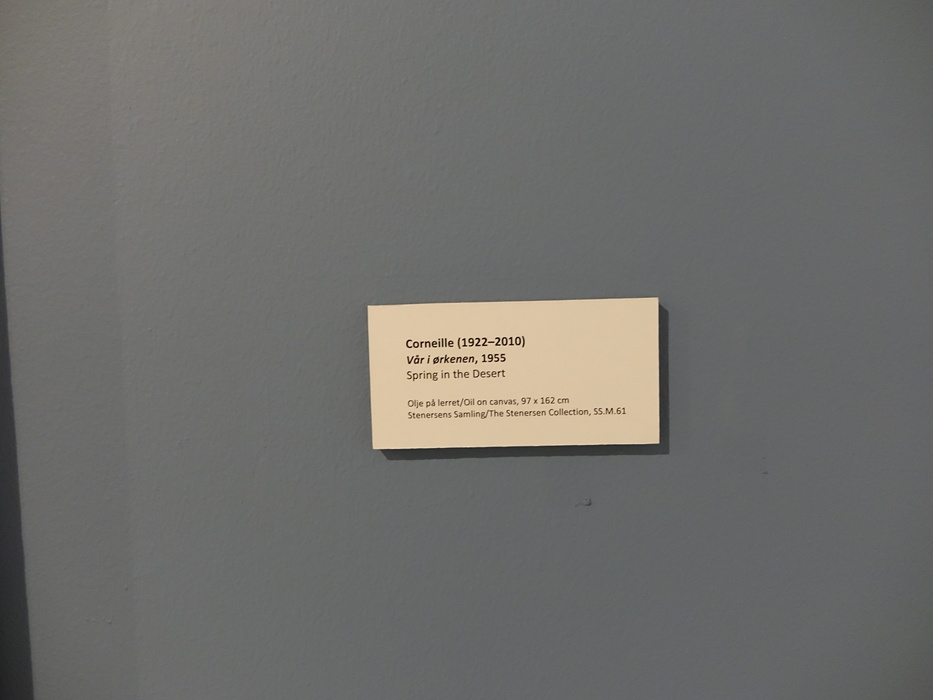 Corneille (1922–2010)
Vår i ørkenen, 1955
Spring in the Desert
Olje på lerret/Oil on canvas, 97 x 162 cm
Stenersens Samling/The Stenersen Collection, SS.M.61